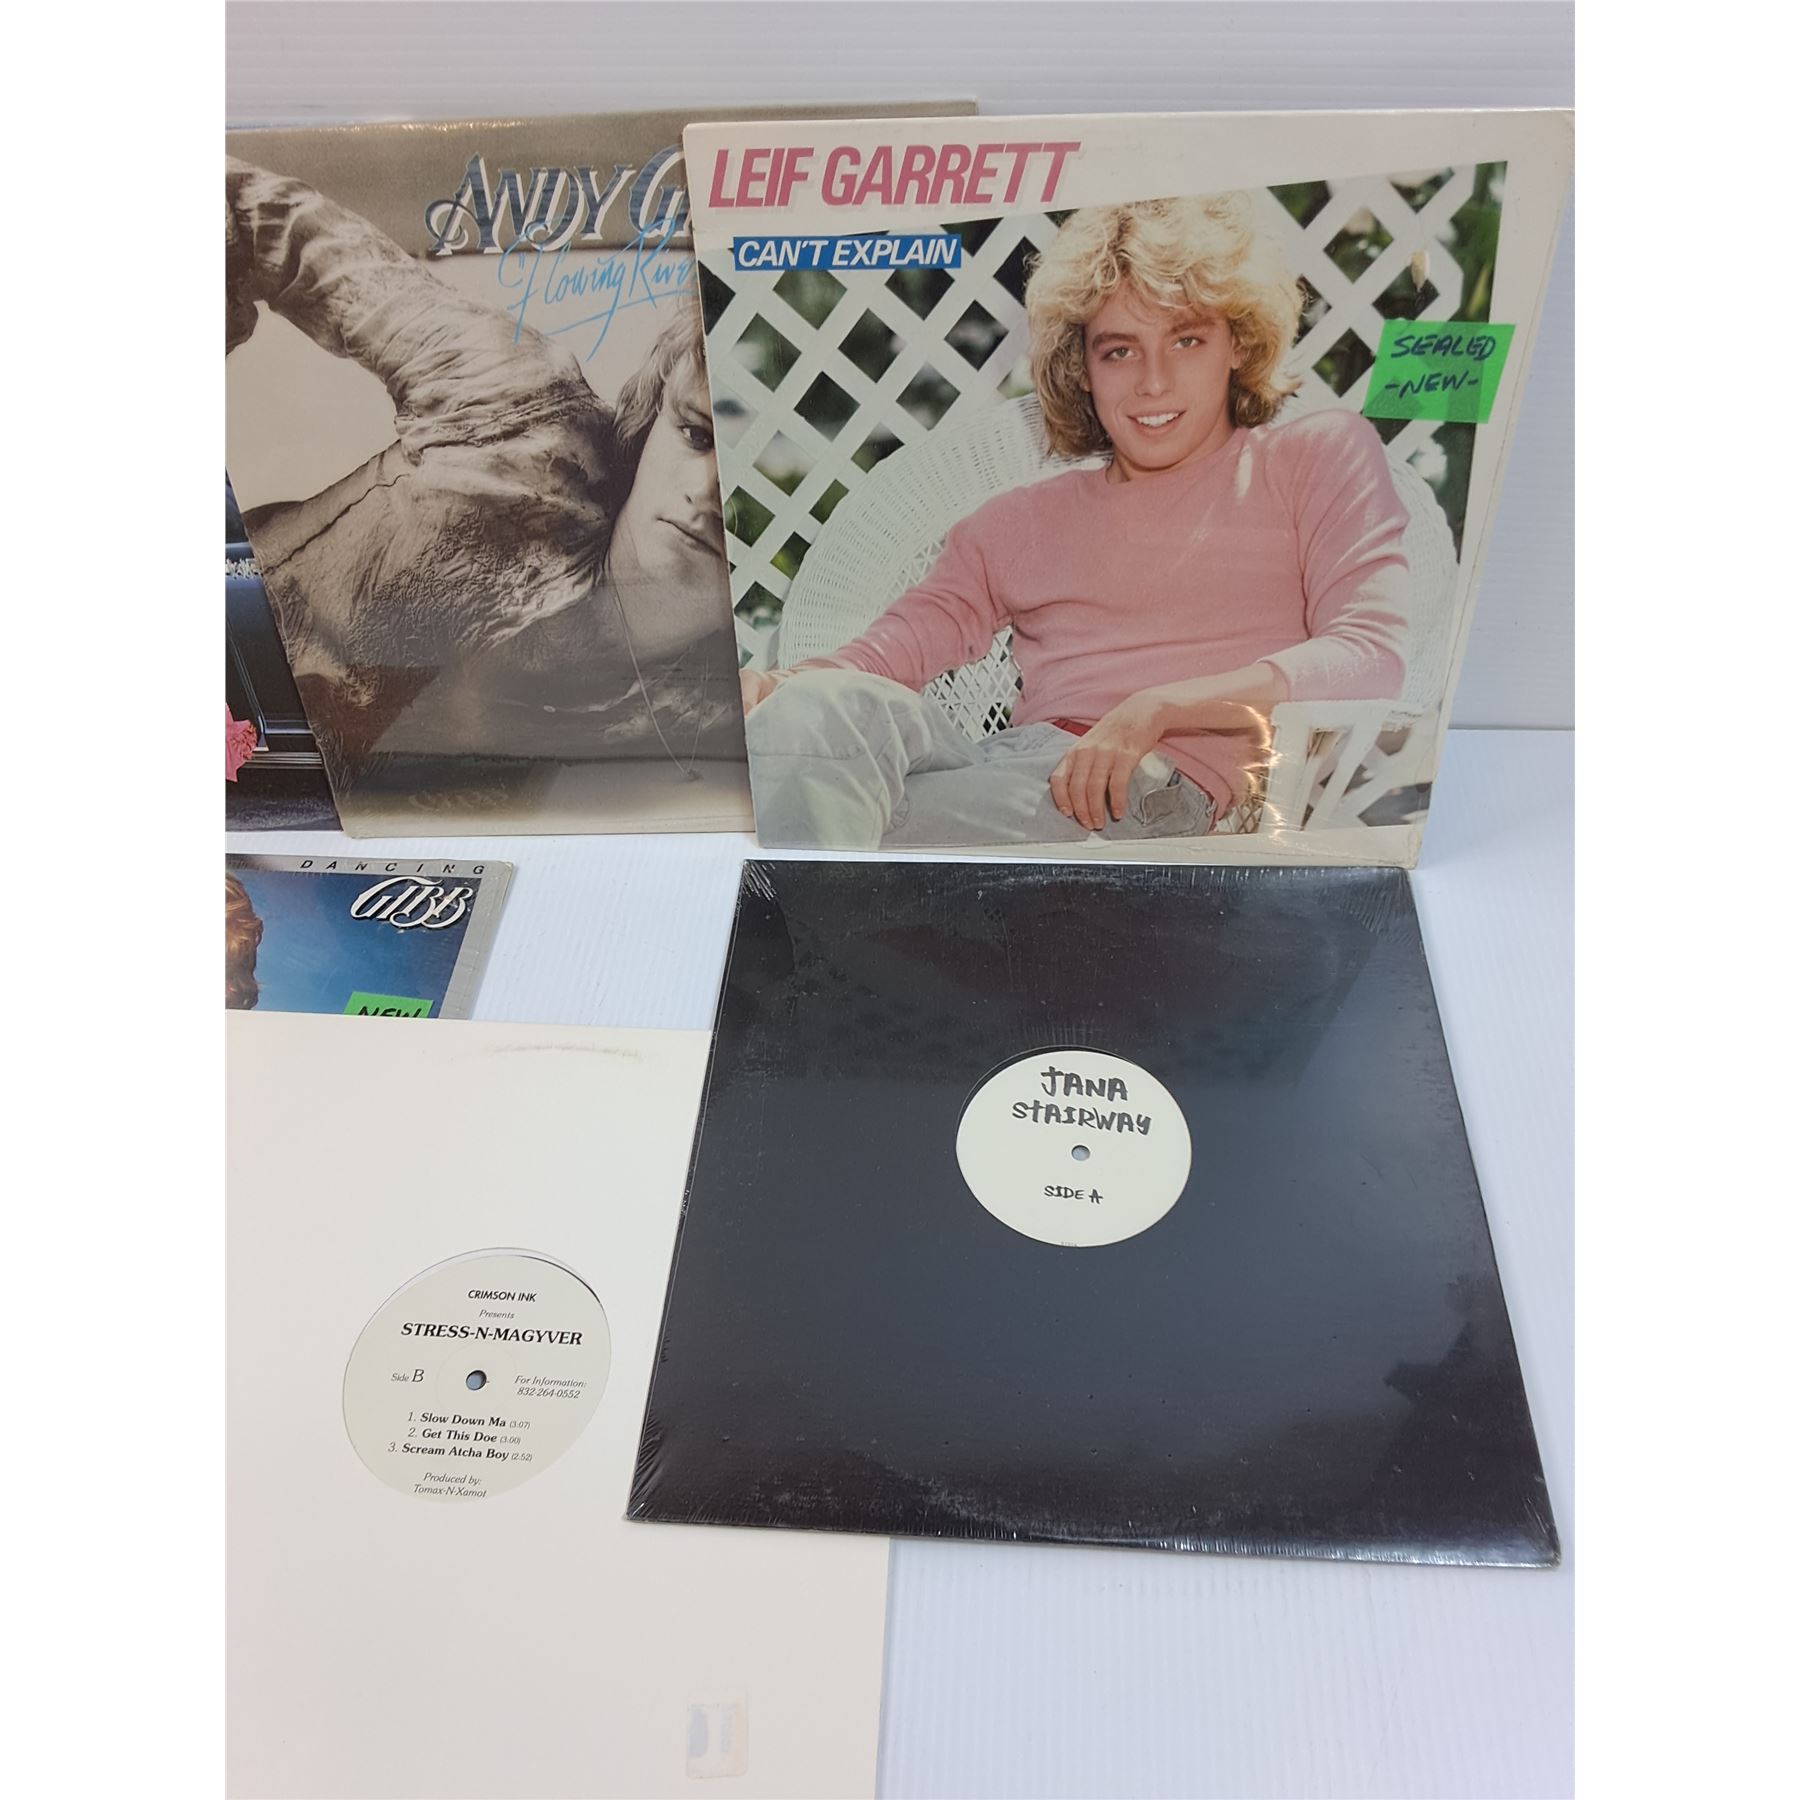 ANDY
"Flowing
LEIF GARRETT
CAN'T EXPLAIN
SEALED
-NEW-
DANCING
GIBB
NEW
JANA
STAIRWAY
SIDE A
CRIMSON INK
Presents
STRESS-N-MAGYVER
Side B
For Information:
832-264-0552
1. Slow Down Ma (3:07)
2. Get This Doe (3:00)
3. Scream Atcha Boy (2:52)
Produced by:
Tomax-N-Xamot